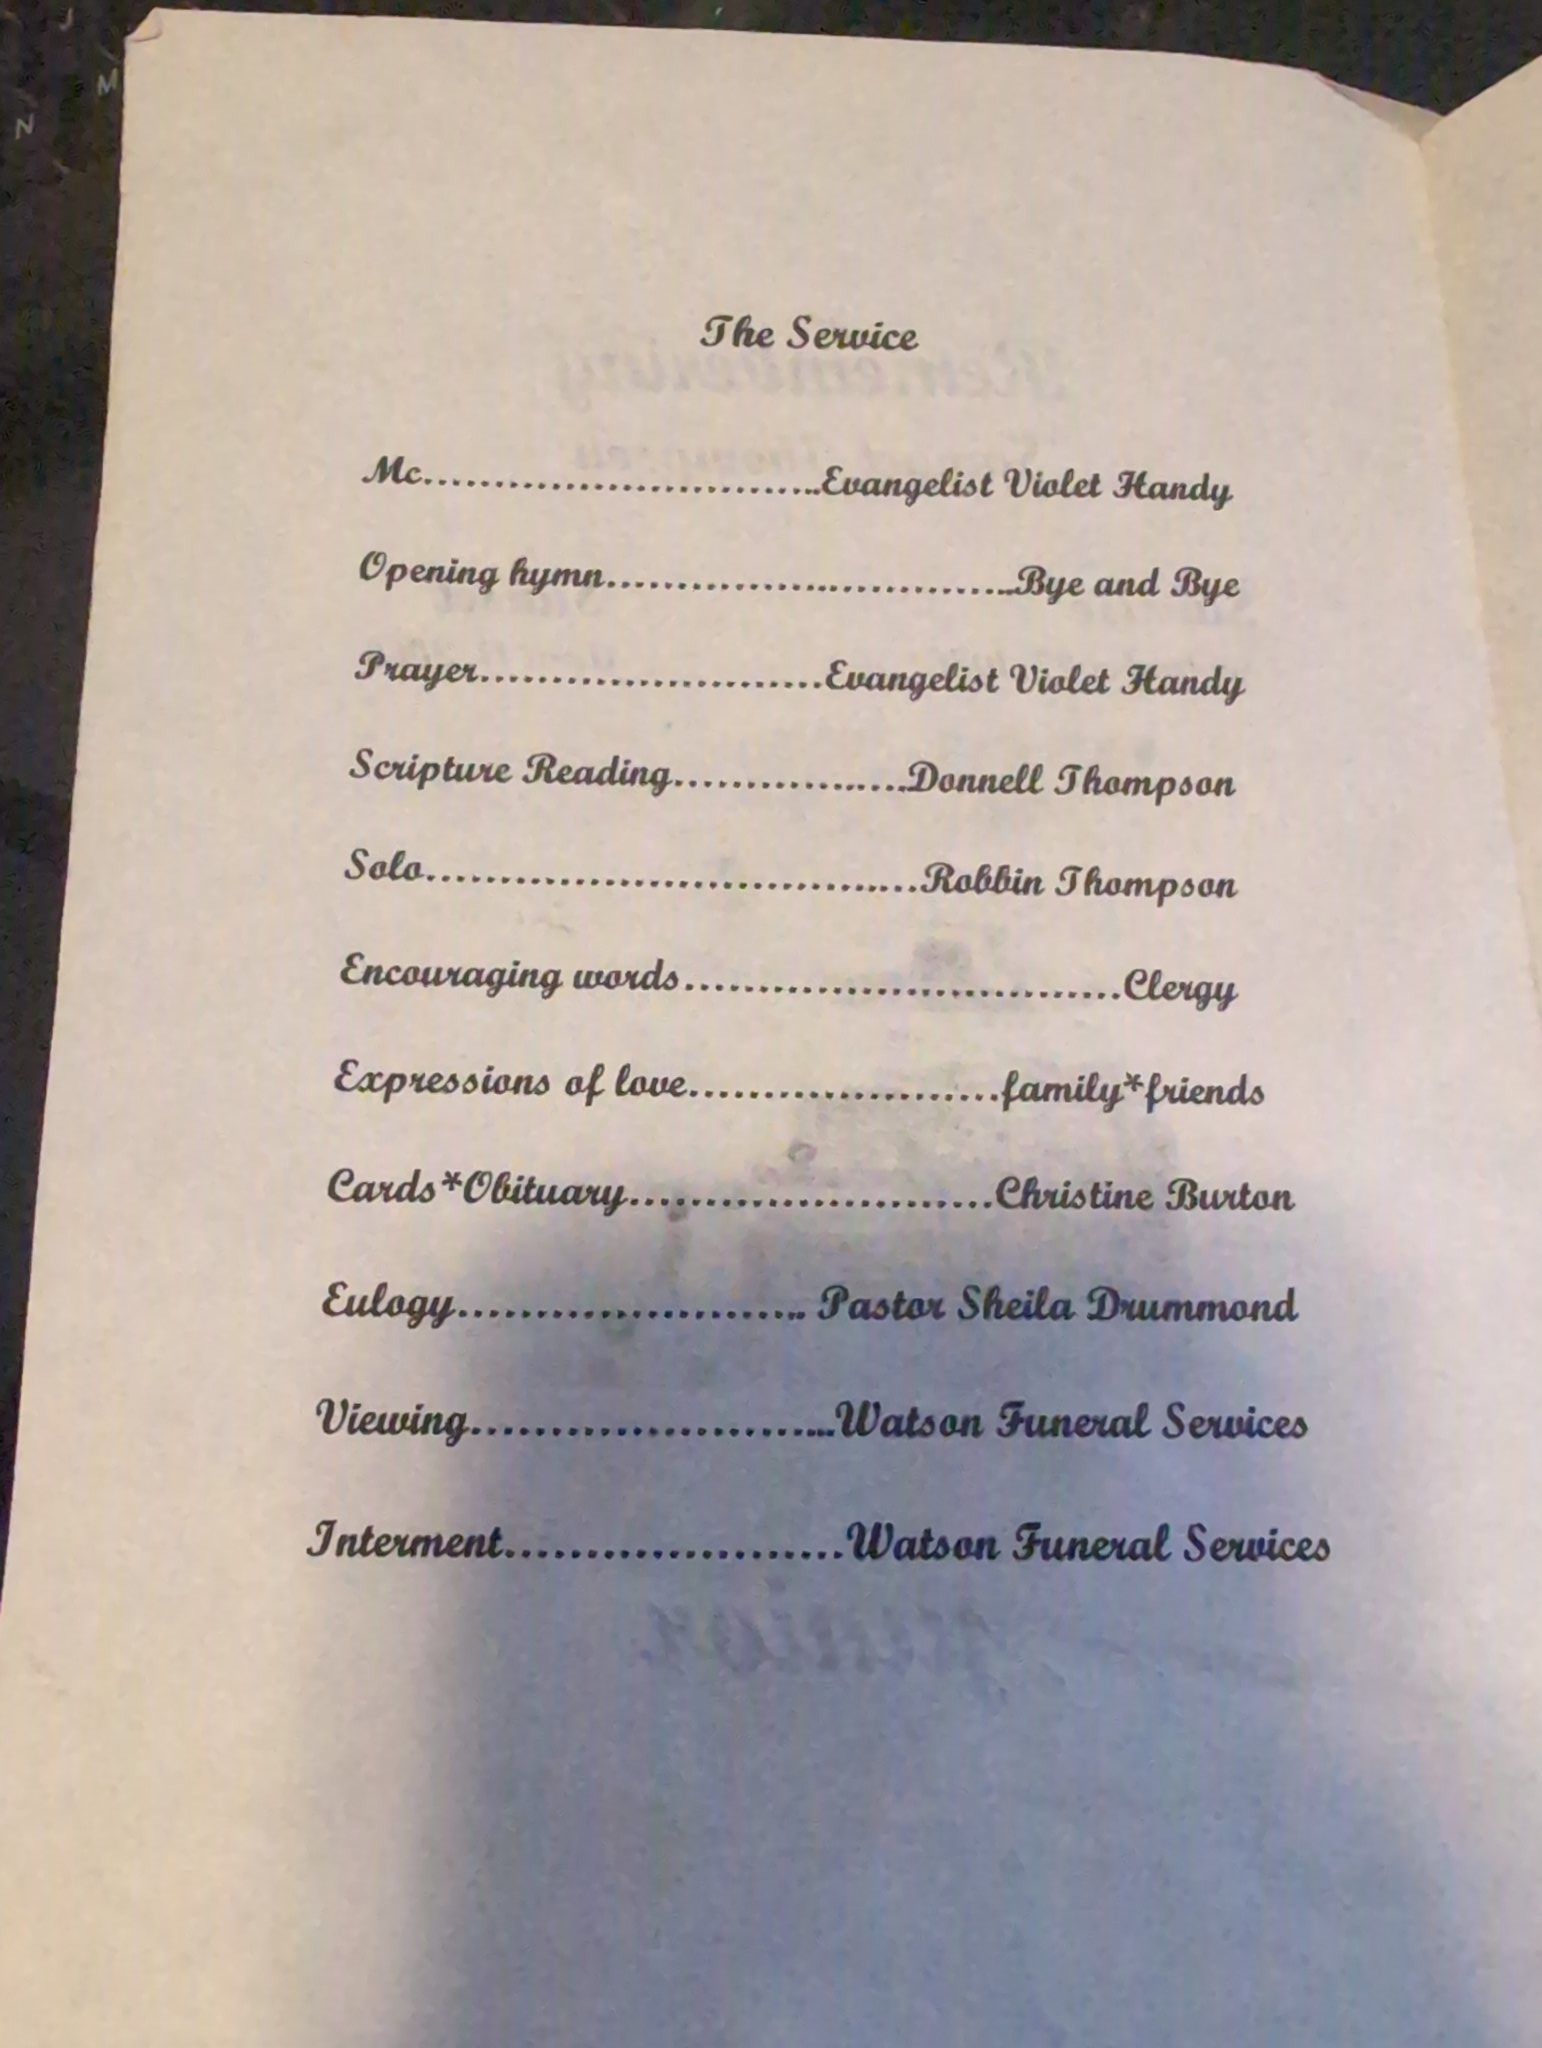 The Service
Mc..............................Evangelist Violet Handy
Opening hymn................................Bye and Bye
Prayer.........................Evangelist Violet Handy
Scripture Reading..................Donnell Thompson
Solo....................................Robbin Thompson
Encouraging words................................Clergy
Expressions of love.......................family*friends
Cards*Obituary..........................Christine Burton
Eulogy.......................... Pastor Sheila Drummond
Viewing..........................Watson Funeral Services
Interment........................Watson Funeral Services